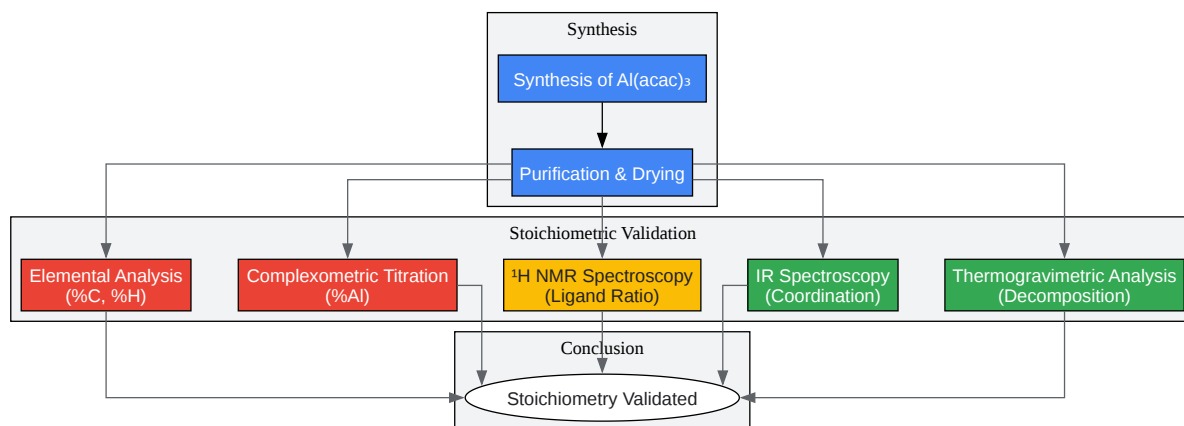 Synthesis
Synthesis of Al(acac)₃
Purification & Drying
Stoichiometric Validation
Elemental Analysis
(%C, %H)
Complexometric Titration
(%Al)
¹H NMR Spectroscopy
(Ligand Ratio)
IR Spectroscopy
(Coordination)
Thermogravimetric Analysis
(Decomposition)
Conclusion
Stoichiometry Validated